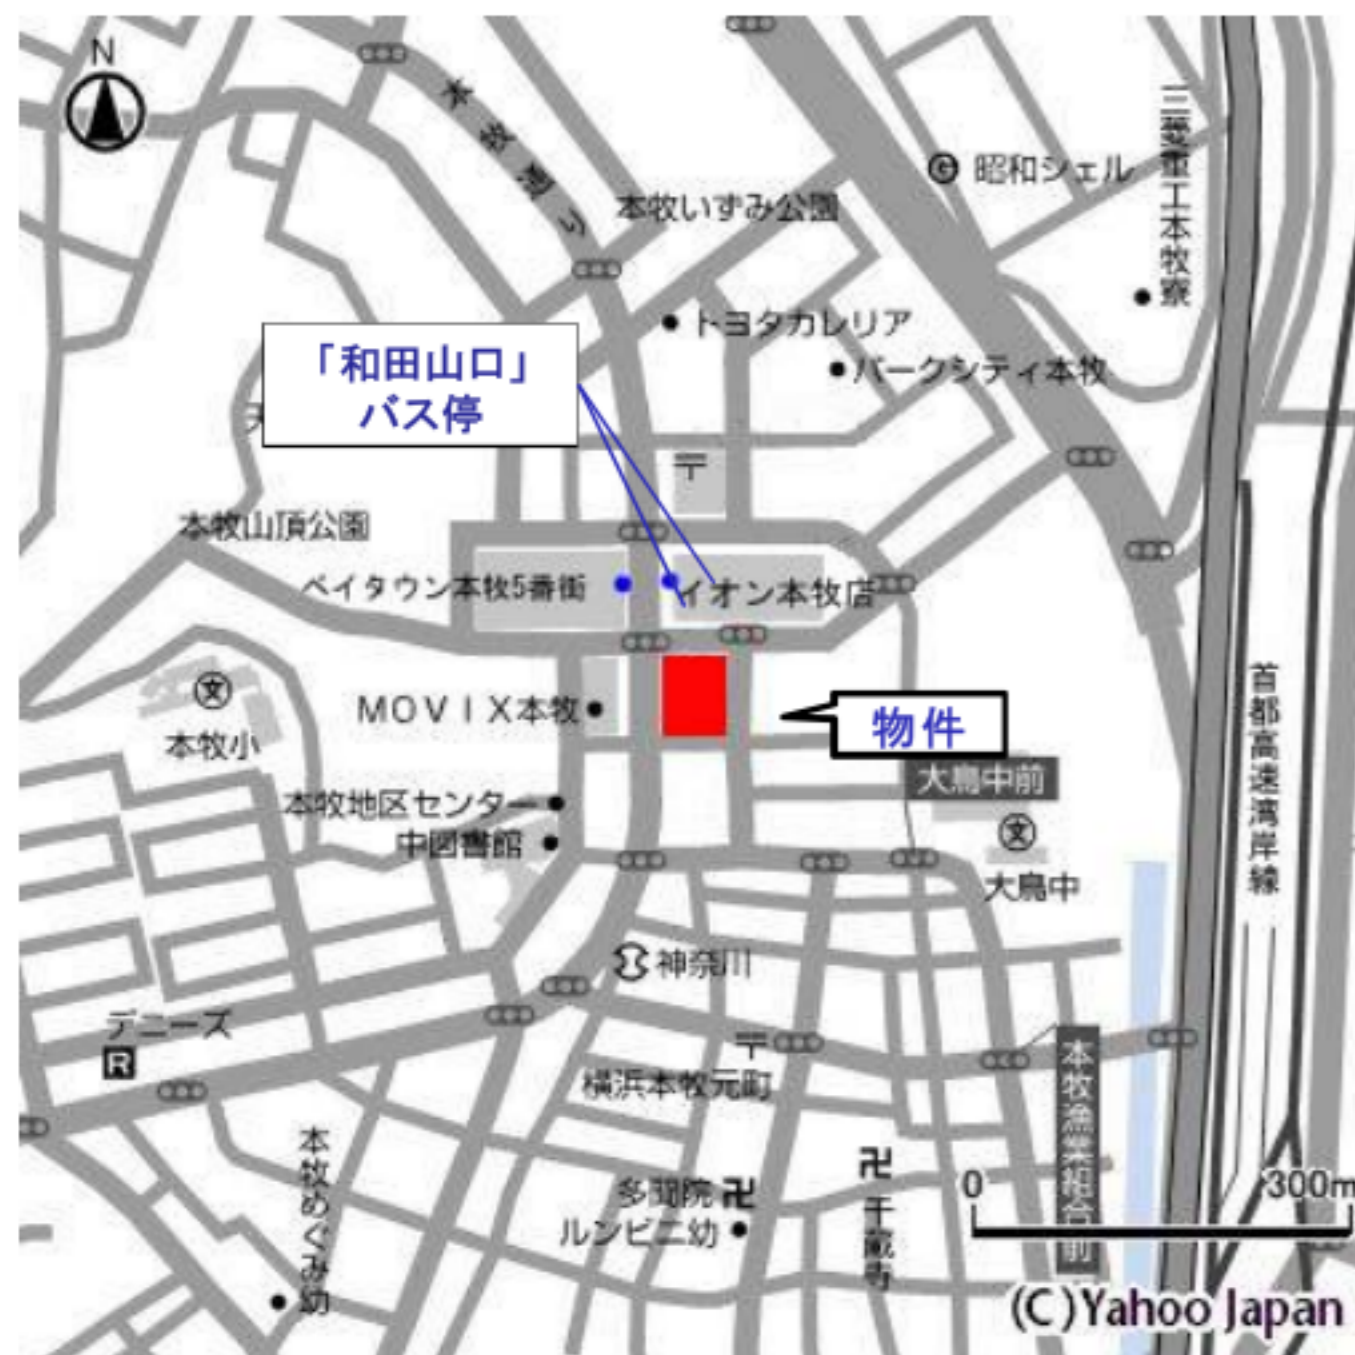 N
本牧通り
昭和シェル
三菱重工本牧寮
本牧いずみ公園
トヨタカレリア
パークシティ本牧
「和田山口」
バス停
天
〒
本牧山頂公園
ベイタウン本牧5番街
イオン本牧店
文
本牧小
MOVIX本牧
物件
首都高速湾岸線
大鳥中前
本牧地区センター
中図書館
文
大鳥中
神奈川
デニーズ
R
〒
横浜本牧元町
本牧漁業組合前
本牧めぐみ幼
多聞院
ルンビニ幼
千蔵寺
0 300m
(C)Yahoo Japan